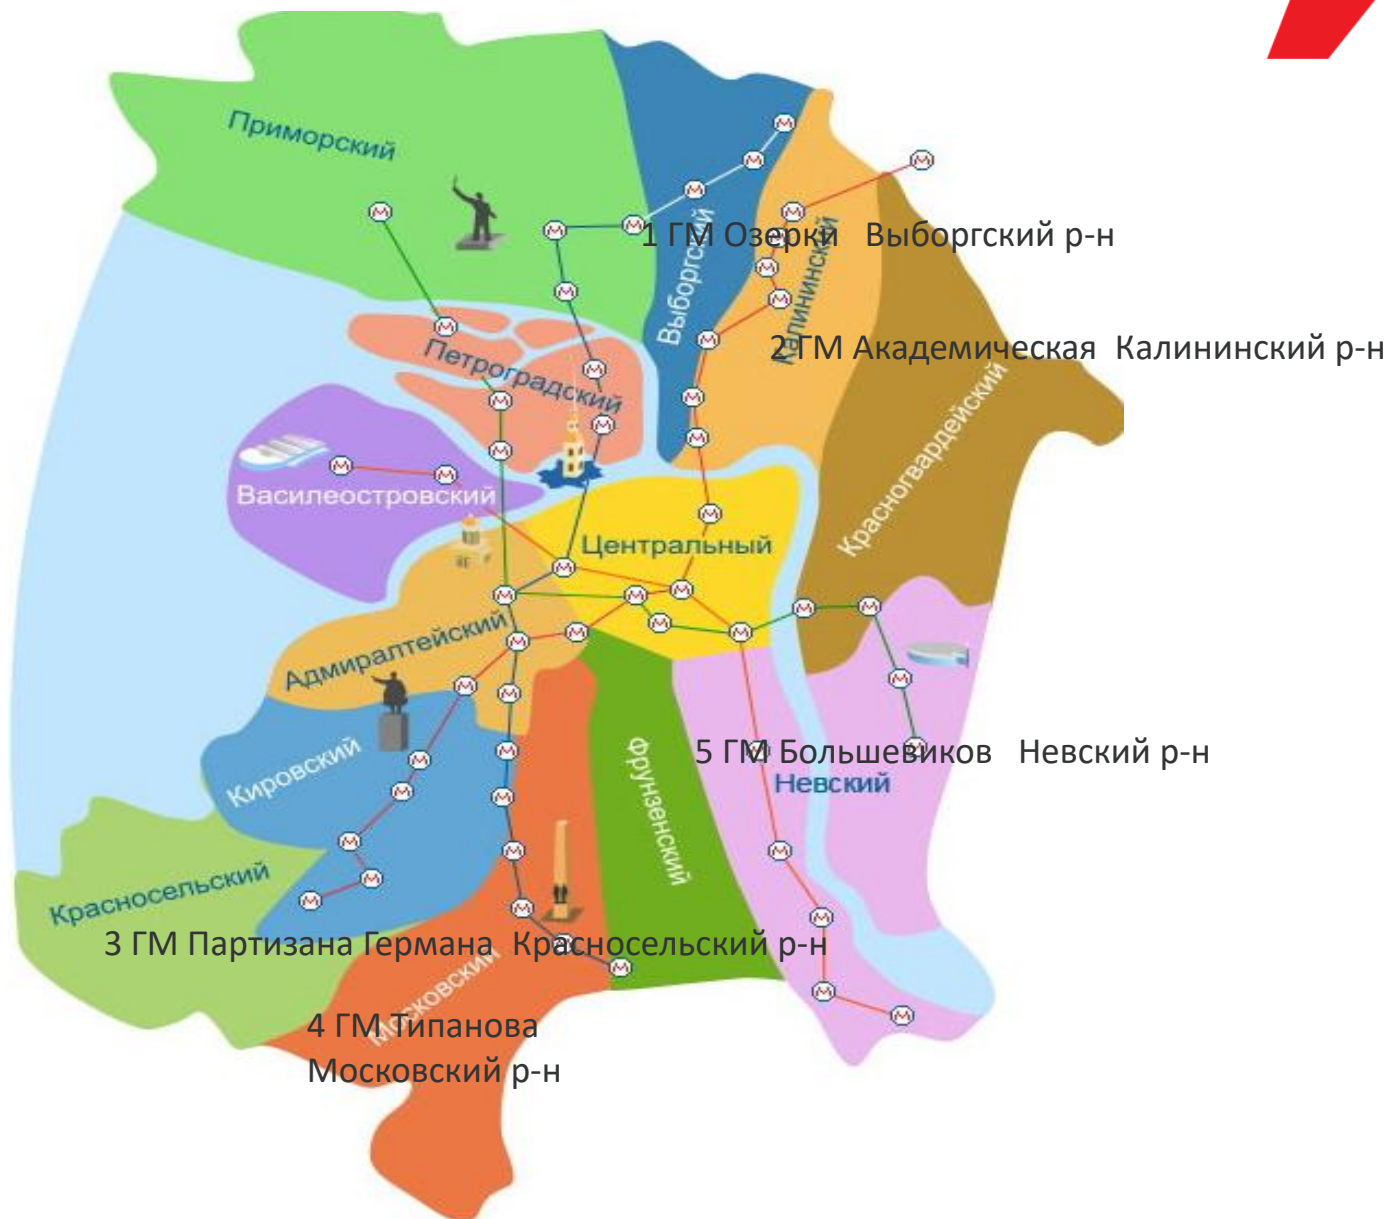 Приморский
1 ГМ Озерки Выборгский р-н
Выборгский
Калининский
2 ГМ Академическая Калининский р-н
Петроградский
Красногвардейский
Василеостровский
Центральный
Адмиралтейский
5 ГМ Большевиков Невский р-н
Кировский
Фрунзенский
Невский
Красносельский
3 ГМ Партизана Германа Красносельский р-н
Московский
4 ГМ Типанова
Московский р-н